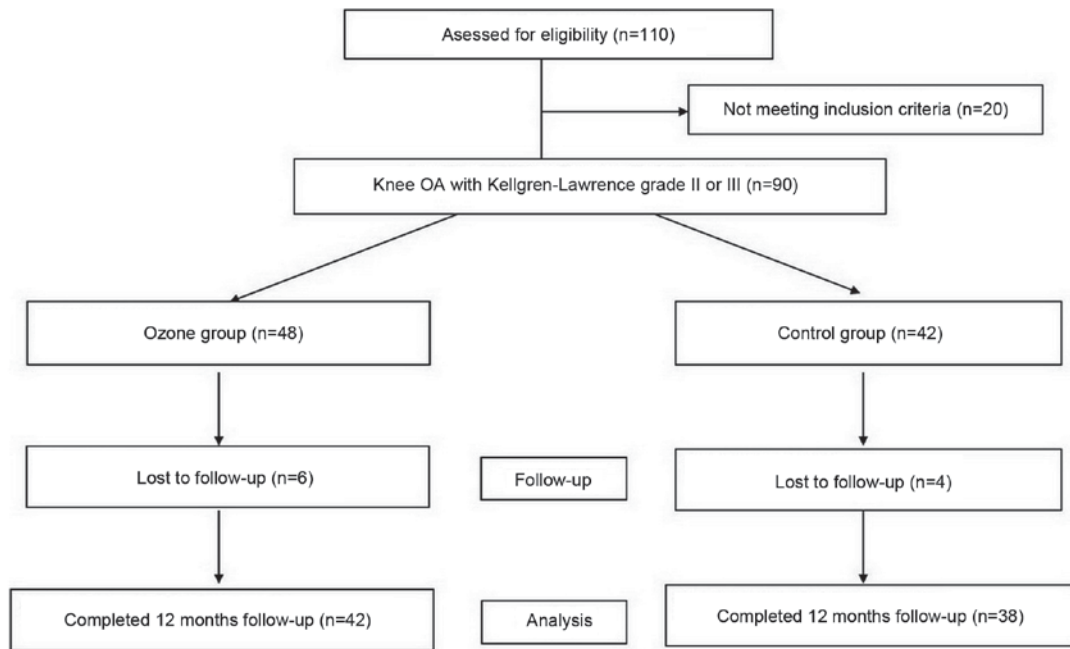 Asessed for eligibility (n=110)
Not meeting inclusion criteria (n=20)
Knee OA with Kellgren-Lawrence grade II or III (n=90)
Ozone group (n=48)
Control group (n=42)
Lost to follow-up (n=6)
Follow-up
Lost to follow-up (n=4)
Completed 12 months follow-up (n=42)
Analysis
Completed 12 months follow-up (n=38)